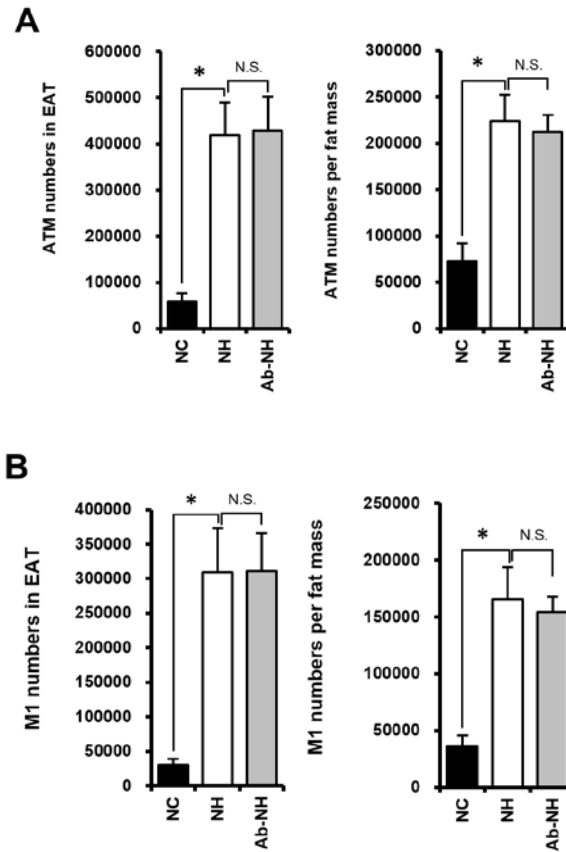 A
ATM numbers in EAT
600000
500000
400000
300000
200000
100000
0
*
N.S.
NC
NH
Ab-NH
ATM numbers per fat mass
300000
250000
200000
150000
100000
50000
0
*
N.S.
NC
NH
Ab-NH
B
M1 numbers in EAT
400000
350000
300000
250000
200000
150000
100000
50000
0
*
N.S.
NC
NH
Ab-NH
M1 numbers per fat mass
250000
200000
150000
100000
50000
0
*
N.S.
NC
NH
Ab-NH